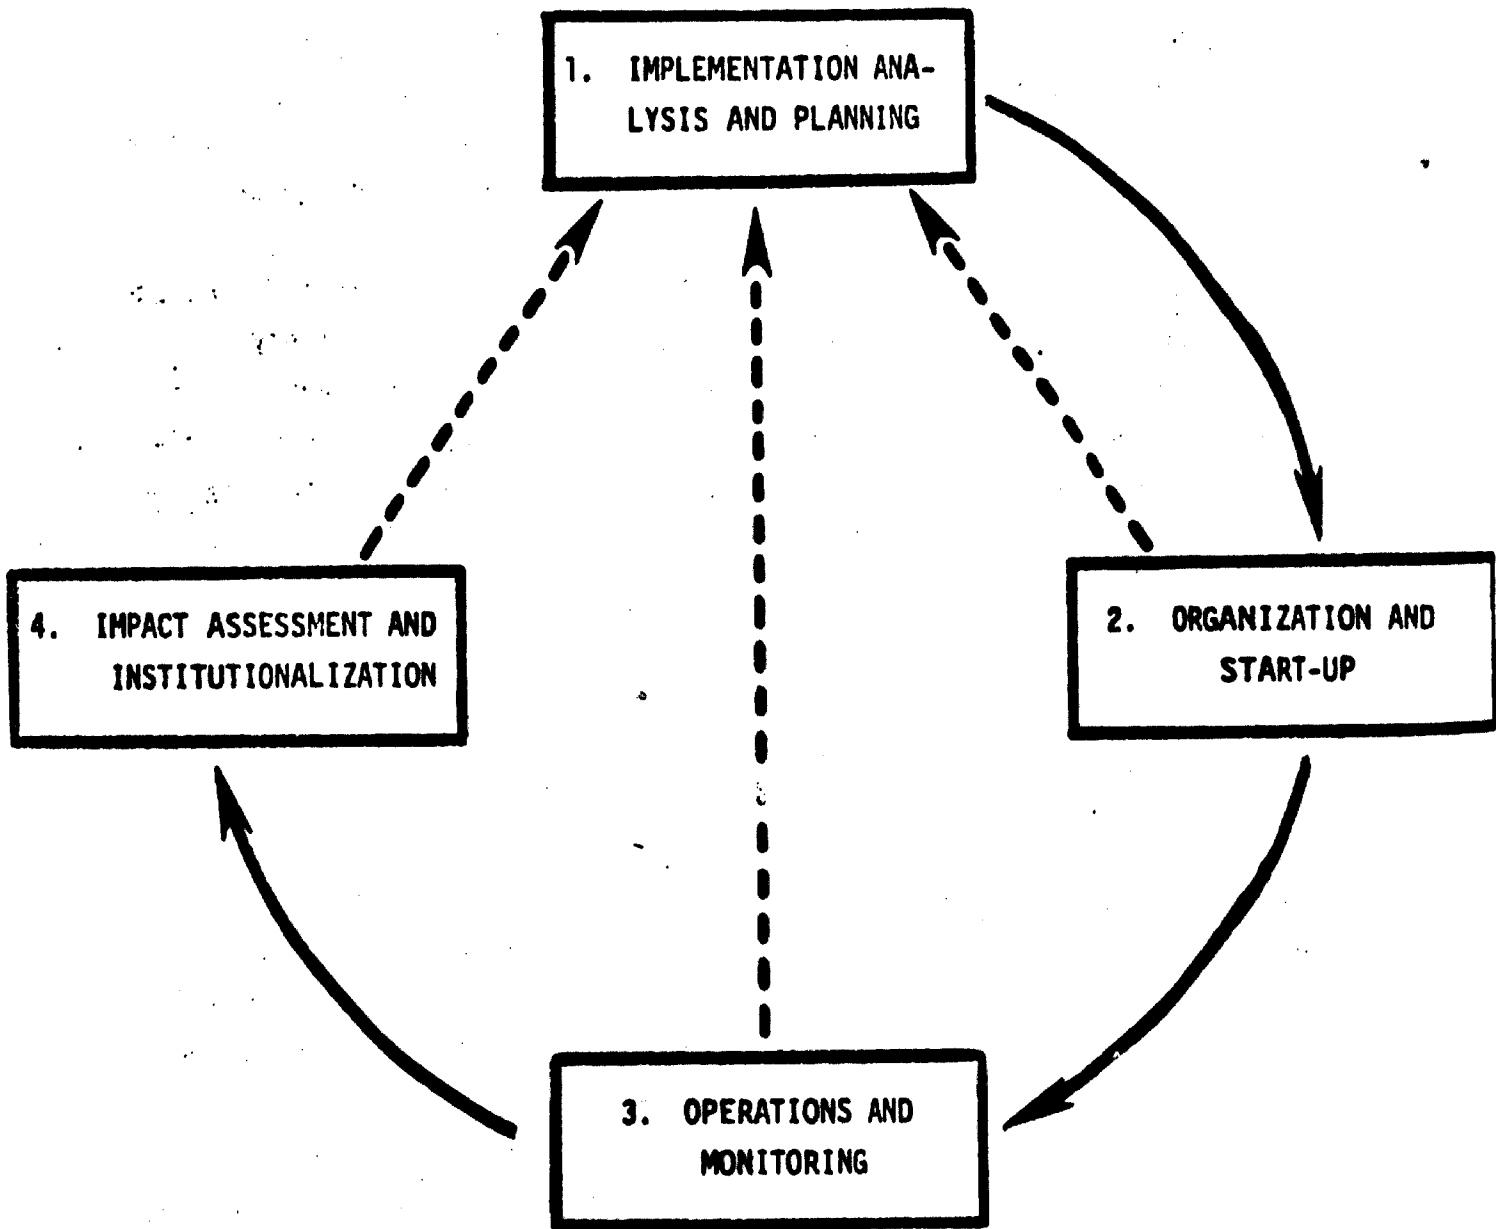 1. IMPLEMENTATION ANA-
LYSIS AND PLANNING
2. ORGANIZATION AND
START-UP
3. OPERATIONS AND
MONITORING
4. IMPACT ASSESSMENT AND
INSTITUTIONALIZATION